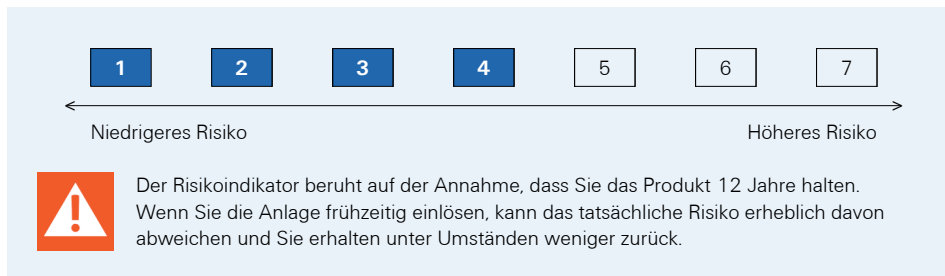 1 2 3 4 5 6 7
Niedrigeres Risiko Höheres Risiko
Der Risikoindikator beruht auf der Annahme, dass Sie das Produkt 12 Jahre halten.
Wenn Sie die Anlage frühzeitig einlösen, kann das tatsächliche Risiko erheblich davon
abweichen und Sie erhalten unter Umständen weniger zurück.